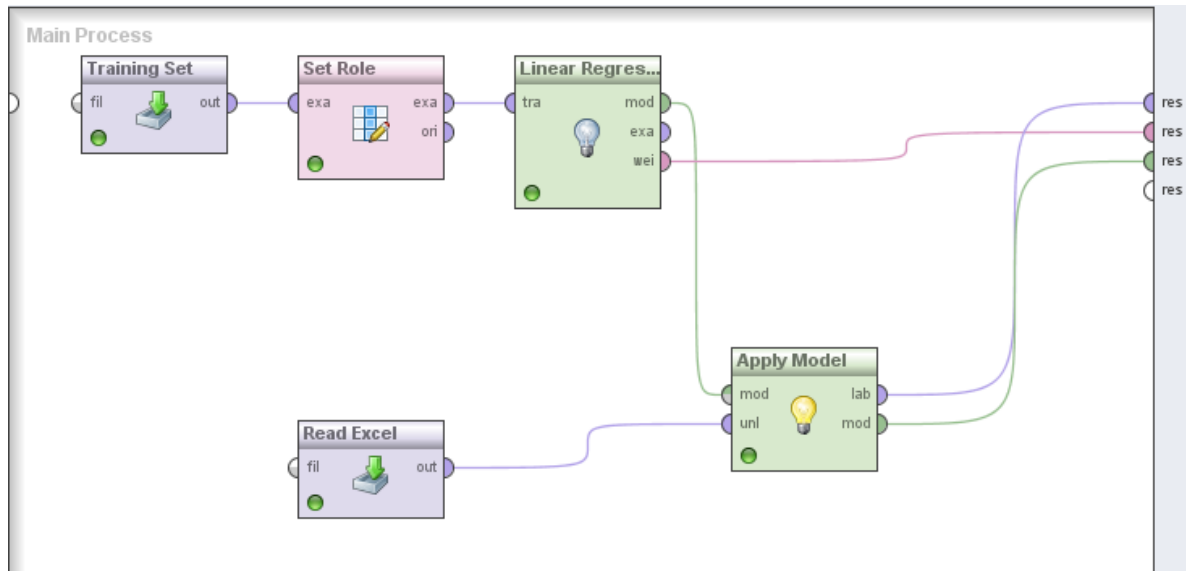 Main Process
Training Set
fil
out
Set Role
exa
exa
ori
Linear Regres...
tra
mod
exa
wei
res
res
res
res
Apply Model
mod
lab
unl
mod
Read Excel
fil
out